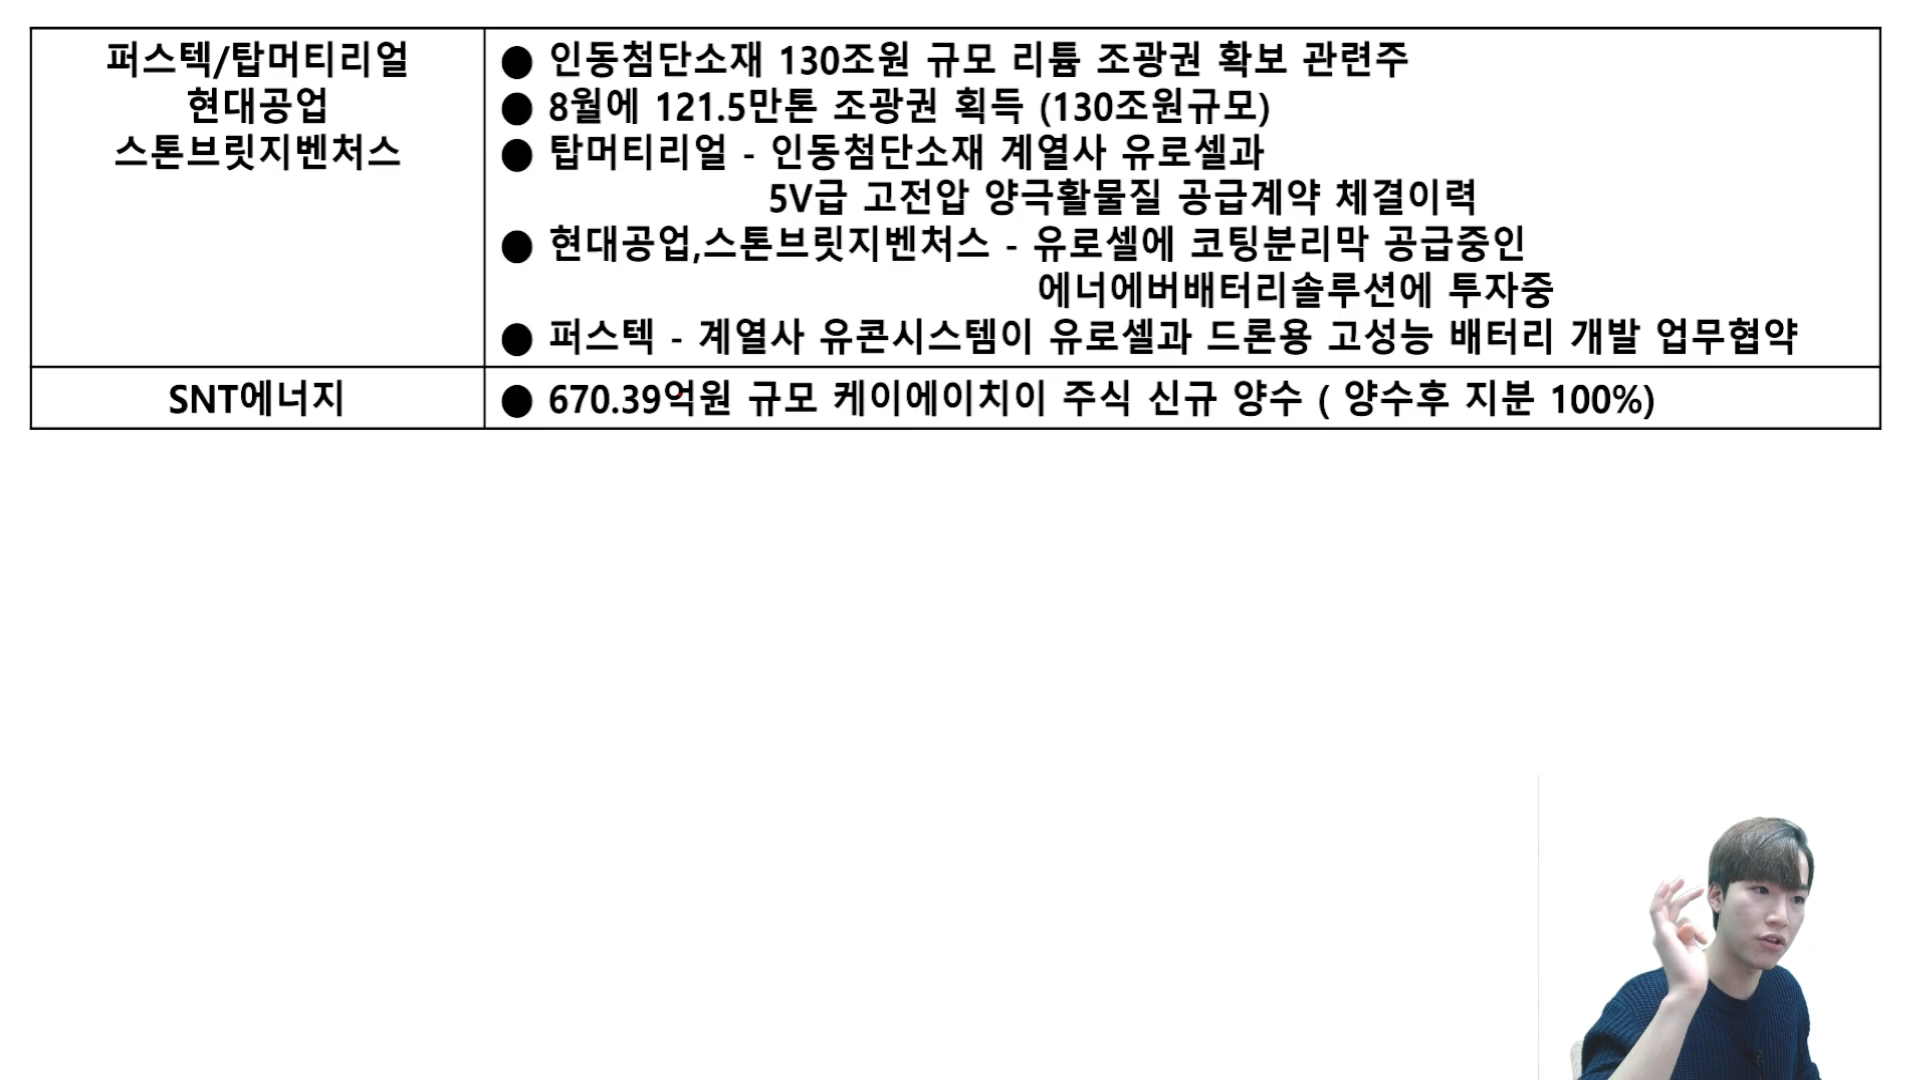 퍼스텍/탑머티리얼
현대공업
스톤브릿지벤처스
● 인동첨단소재 130조원 규모 리튬 조광권 확보 관련주
● 8월에 121.5만톤 조광권 획득 (130조원규모)
● 탑머티리얼 - 인동첨단소재 계열사 유로셀과
5V급 고전압 양극활물질 공급계약 체결이력
● 현대공업,스톤브릿지벤처스 - 유로셀에 코팅분리막 공급중인
에너에버배터리솔루션에 투자중
● 퍼스텍 - 계열사 유콘시스템이 유로셀과 드론용 고성능 배터리 개발 업무협약
SNT에너지
● 670.39억원 규모 케이에이치이 주식 신규 양수 ( 양수후 지분 100%)